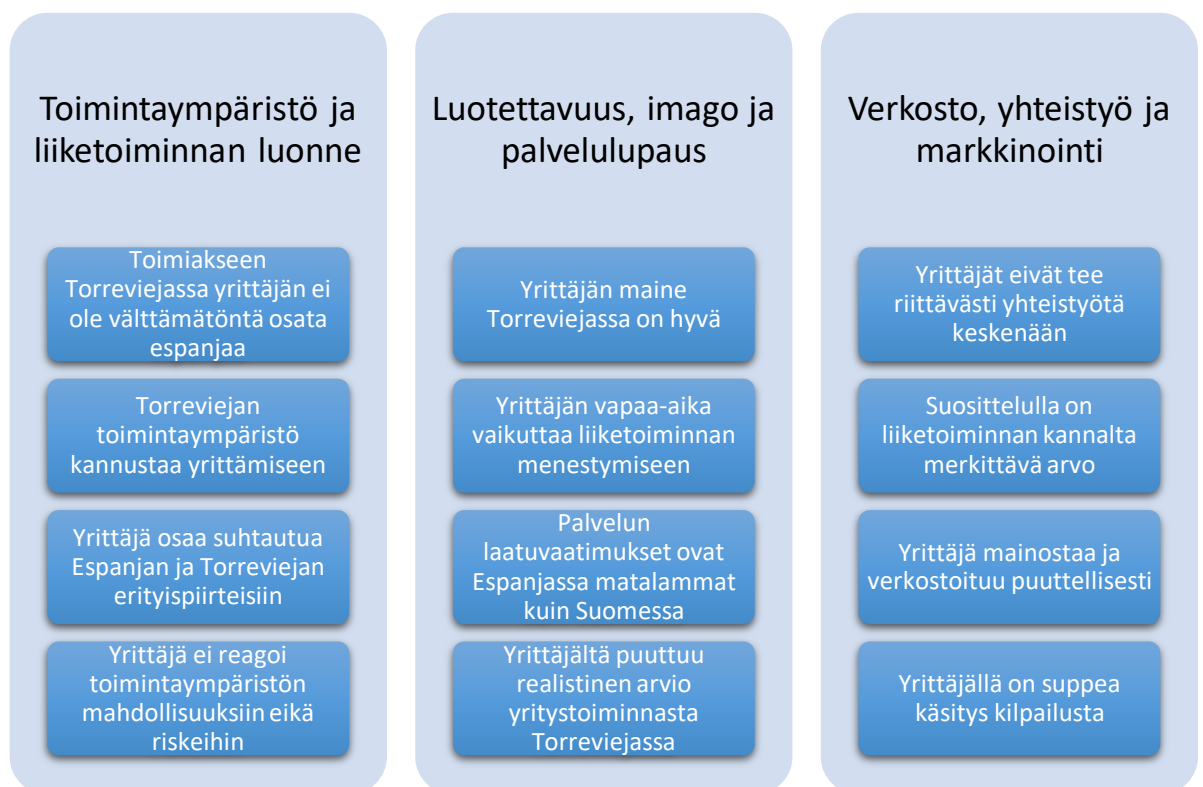 Toimintaympäristö ja
liiketoiminnan luonne
Toimiakseen
Torreviejassa yrittäjän ei
ole välttämätöntä osata
espanjaa
Torreviejan
toimintaympäristö
kannustaa yrittämiseen
Yrittäjä osaa suhtautua
Espanjan ja Torreviejan
erityispiirteisiin
Yrittäjä ei reagoi
toimintaympäristön
mahdollisuuksiin eikä
riskeihin
Luotettavuus, imago ja
palvelulupaus
Yrittäjän maine
Torreviejassa on hyvä
Yrittäjän vapaa-aika
vaikuttaa liiketoiminnan
menestymiseen
Palvelun
laatuvaatimukset ovat
Espanjassa matalammat
kuin Suomessa
Yrittäjältä puuttuu
realistinen arvio
yritystoiminnasta
Torreviejassa
Verkosto, yhteistyö ja
markkinointi
Yrittäjät eivät tee
riittävästi yhteistyötä
keskenään
Suosittelulla on
liiketoiminnan kannalta
merkittävä arvo
Yrittäjä mainostaa ja
verkostoituu puuttellisesti
Yrittäjällä on suppea
käsitys kilpailusta